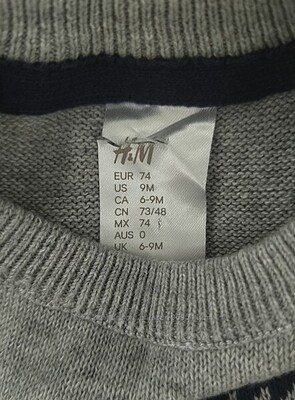 H&M
EUR 74
US 9M
CA 6-9M
CN 73/48
MX 74
AUS 0
UK 6-9M